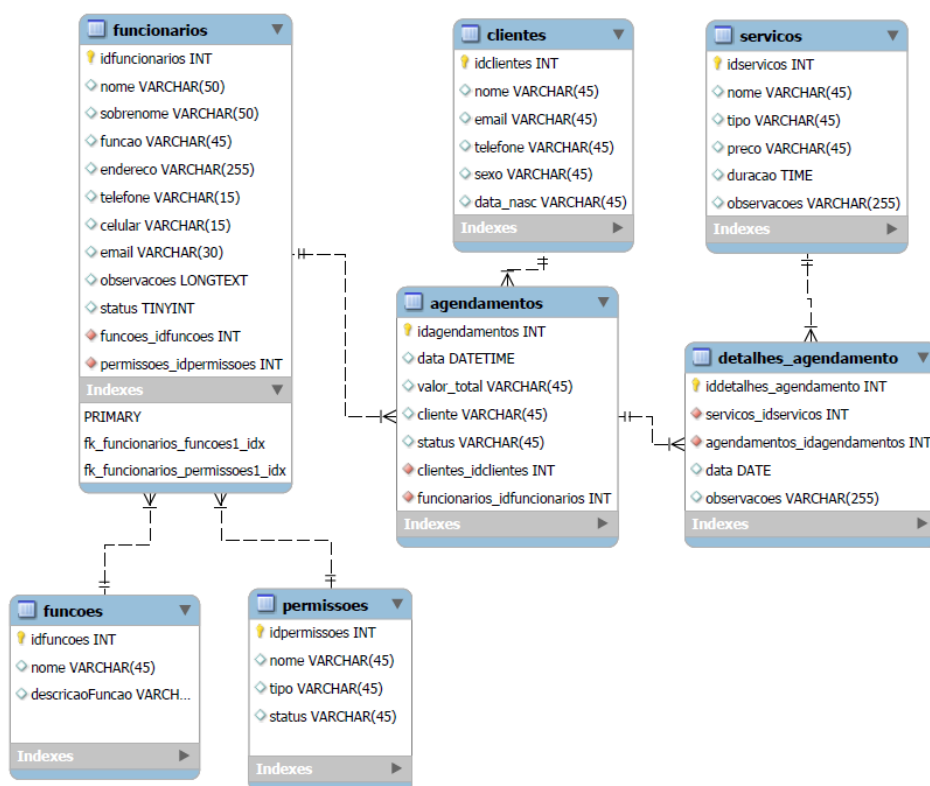 funcionarios
idfuncionarios INT
nome VARCHAR(50)
sobrenome VARCHAR(50)
funcao VARCHAR(45)
endereco VARCHAR(255)
telefone VARCHAR(15)
celular VARCHAR(15)
email VARCHAR(30)
observacoes LONGTEXT
status TINYINT
funcoes_idfuncoes INT
permissoes_idpermissoes INT
Indexes
PRIMARY
fk_funcionarios_funcoes1_idx
fk_funcionarios_permissoes1_idx
clientes
idclientes INT
nome VARCHAR(45)
email VARCHAR(45)
telefone VARCHAR(45)
sexo VARCHAR(45)
data_nasc VARCHAR(45)
Indexes
servicos
idservicos INT
nome VARCHAR(45)
tipo VARCHAR(45)
preco VARCHAR(45)
duracao TIME
observacoes VARCHAR(255)
Indexes
agendamentos
idagendamentos INT
data DATETIME
valor_total VARCHAR(45)
cliente VARCHAR(45)
status VARCHAR(45)
clientes_idclientes INT
funcionarios_idfuncionarios INT
Indexes
detalhes_agendamento
iddetalhes_agendamento INT
servicos_idservicos INT
agendamentos_idagendamentos INT
data DATE
observacoes VARCHAR(255)
Indexes
funcoes
idfuncoes INT
nome VARCHAR(45)
descricaoFuncao VARCH...
Indexes
permissoes
idpermissoes INT
nome VARCHAR(45)
tipo VARCHAR(45)
status VARCHAR(45)
Indexes